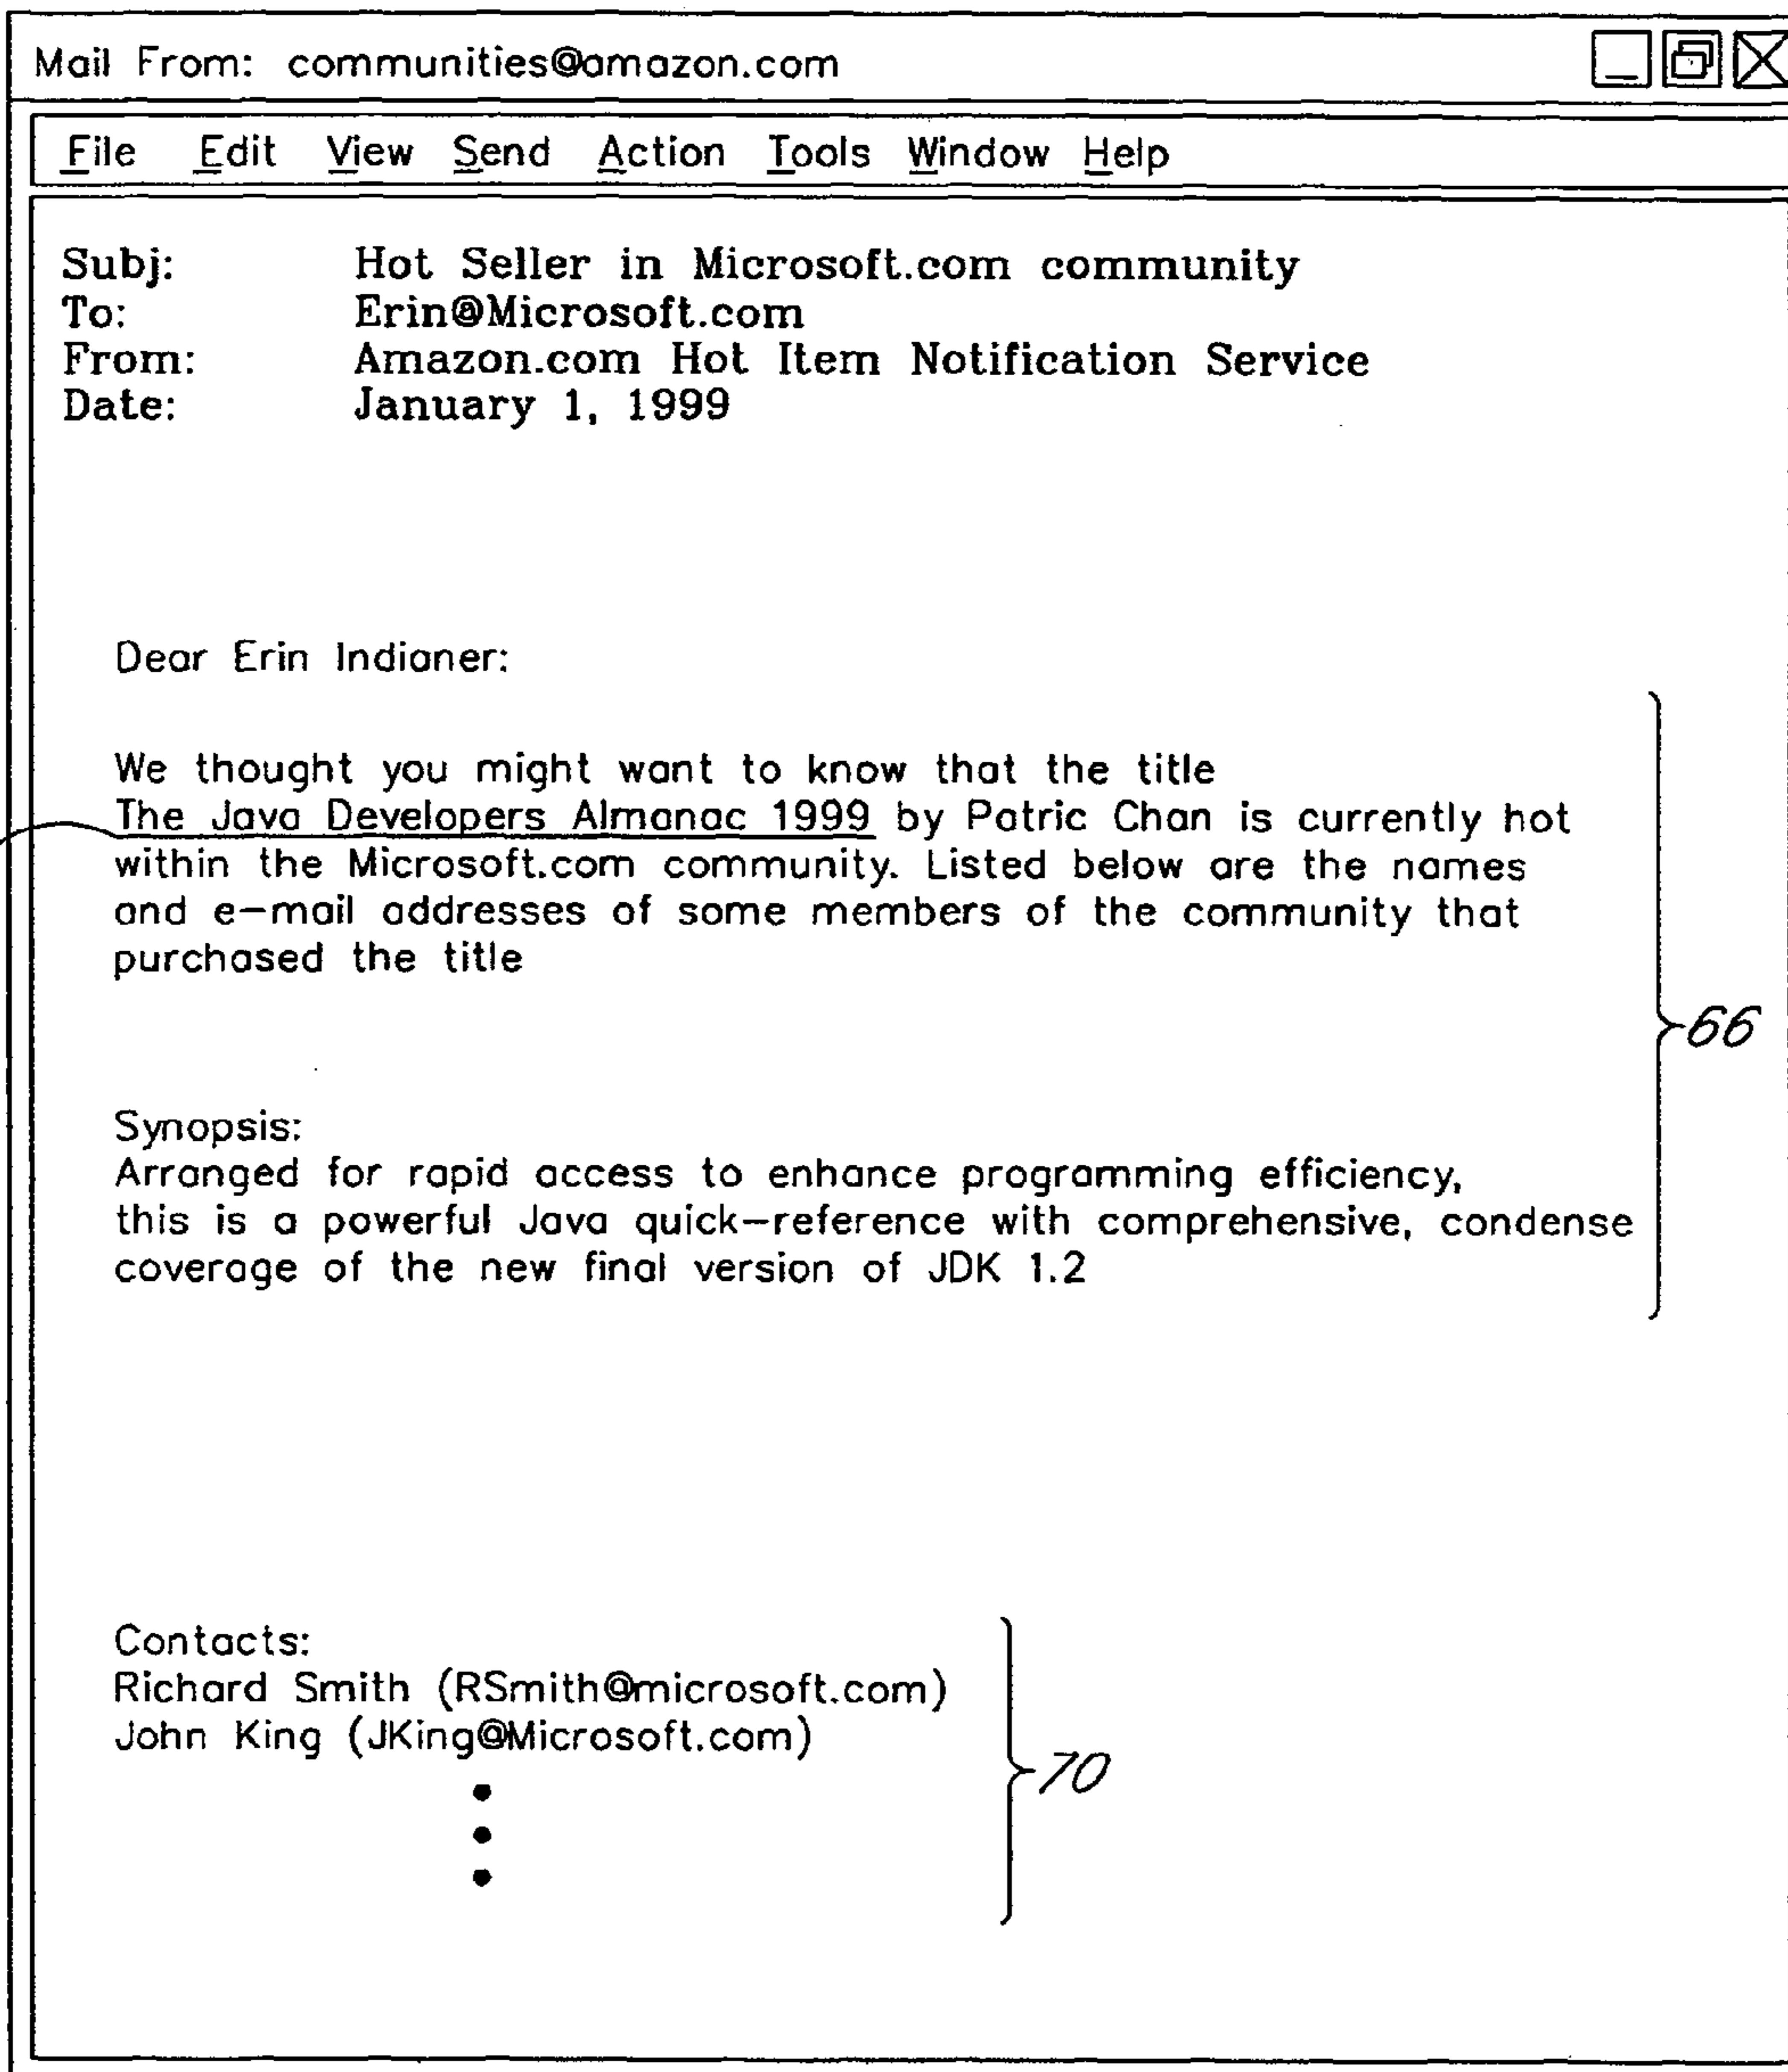 Mail From: communities@amazon.com
File Edit View Send Action Tools Window Help
Subj: Hot Seller in Microsoft.com community
To: Erin@Microsoft.com
From: Amazon.com Hot Item Notification Service
Date: January 1, 1999
Dear Erin Indianer:
We thought you might want to know that the title
The Java Developers Almanac 1999 by Patric Chan is currently hot
within the Microsoft.com community. Listed below are the names
and e-mail addresses of some members of the community that
purchased the title
66
Synopsis:
Arranged for rapid access to enhance programming efficiency,
this is a powerful Java quick-reference with comprehensive, condense
coverage of the new final version of JDK 1.2
Contacts:
Richard Smith (RSmith@microsoft.com)
John King (JKing@Microsoft.com)
70